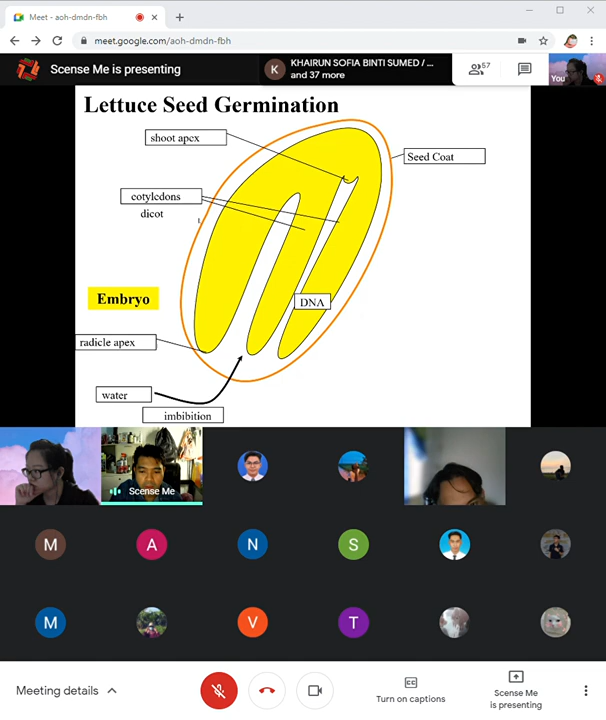 Meet - aoh-dmdn-fbh
meet.google.com/aoh-dmdn-fbh
Scense Me is presenting
K
KHAIRUN SOFIA BINTI SUMED / ...
and 37 more
57
You
Lettuce Seed Germination
shoot apex
Seed Coat
cotyledons
dicot
Embryo
DNA
radicle apex
water
imbibition
Scense Me
M
A
N
S
M
V
T
Meeting details
CC
Turn on captions
Scense Me
is presenting